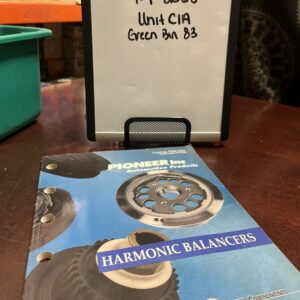 Unit C1A
Green Bin 83
PIONEER Inc
Automotive Products
HARMONIC BALANCERS